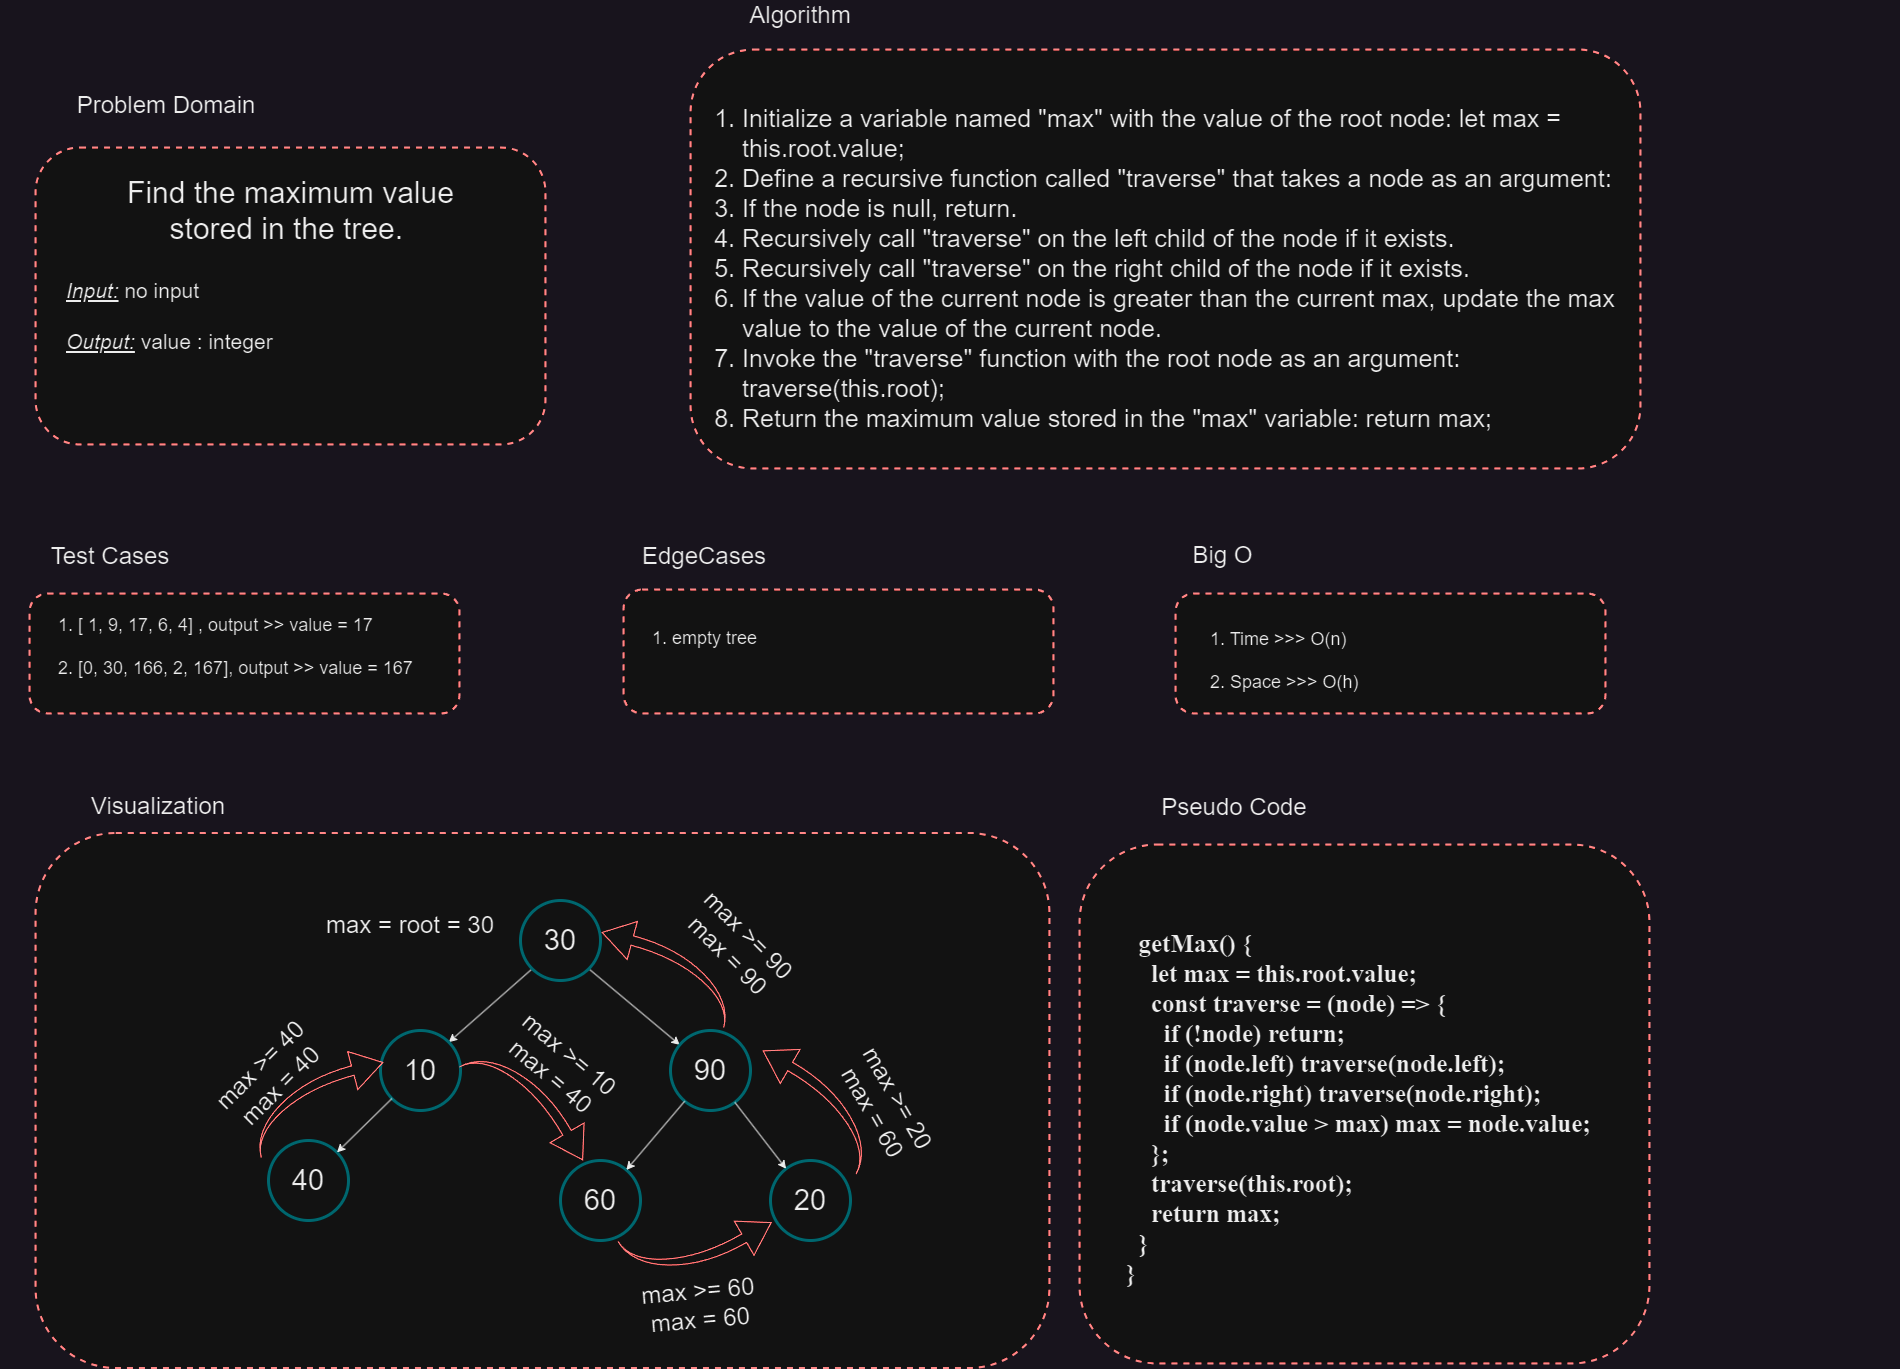 Algorithm
1. Initialize a variable named "max" with the value of the root node: let max =
this.root.value;
2. Define a recursive function called "traverse" that takes a node as an argument:
3. If the node is null, return.
4. Recursively call "traverse" on the left child of the node if it exists.
5. Recursively call "traverse" on the right child of the node if it exists.
6. If the value of the current node is greater than the current max, update the max
value to the value of the current node.
7. Invoke the "traverse" function with the root node as an argument:
traverse(this.root);
8. Return the maximum value stored in the "max" variable: return max;
Problem Domain
Find the maximum value
stored in the tree.
Input: no input
Output: value : integer
Test Cases
1. [ 1, 9, 17, 6, 4] , output >> value = 17
2. [0, 30, 166, 2, 167], output >> value = 167
EdgeCases
1. empty tree
Big O
1. Time >>> O(n)
2. Space >>> O(h)
Visualization
max = root = 30
30
max >= 90
max = 90
max >= 40
max = 40
10
max >= 10
max = 40
90
max >= 20
max = 60
40
60
20
max >= 60
max = 60
Pseudo Code
getMax() {
let max = this.root.value;
const traverse = (node) => {
if (!node) return;
if (node.left) traverse(node.left);
if (node.right) traverse(node.right);
if (node.value > max) max = node.value;
};
traverse(this.root);
return max;
}
}